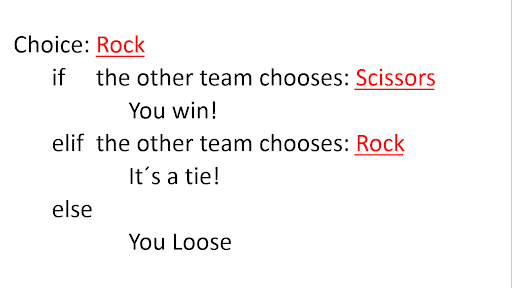 Choice: Rock
if the other team chooses: Scissors
You win!
elif the other team chooses: Rock
It´s a tie!
else
You Loose